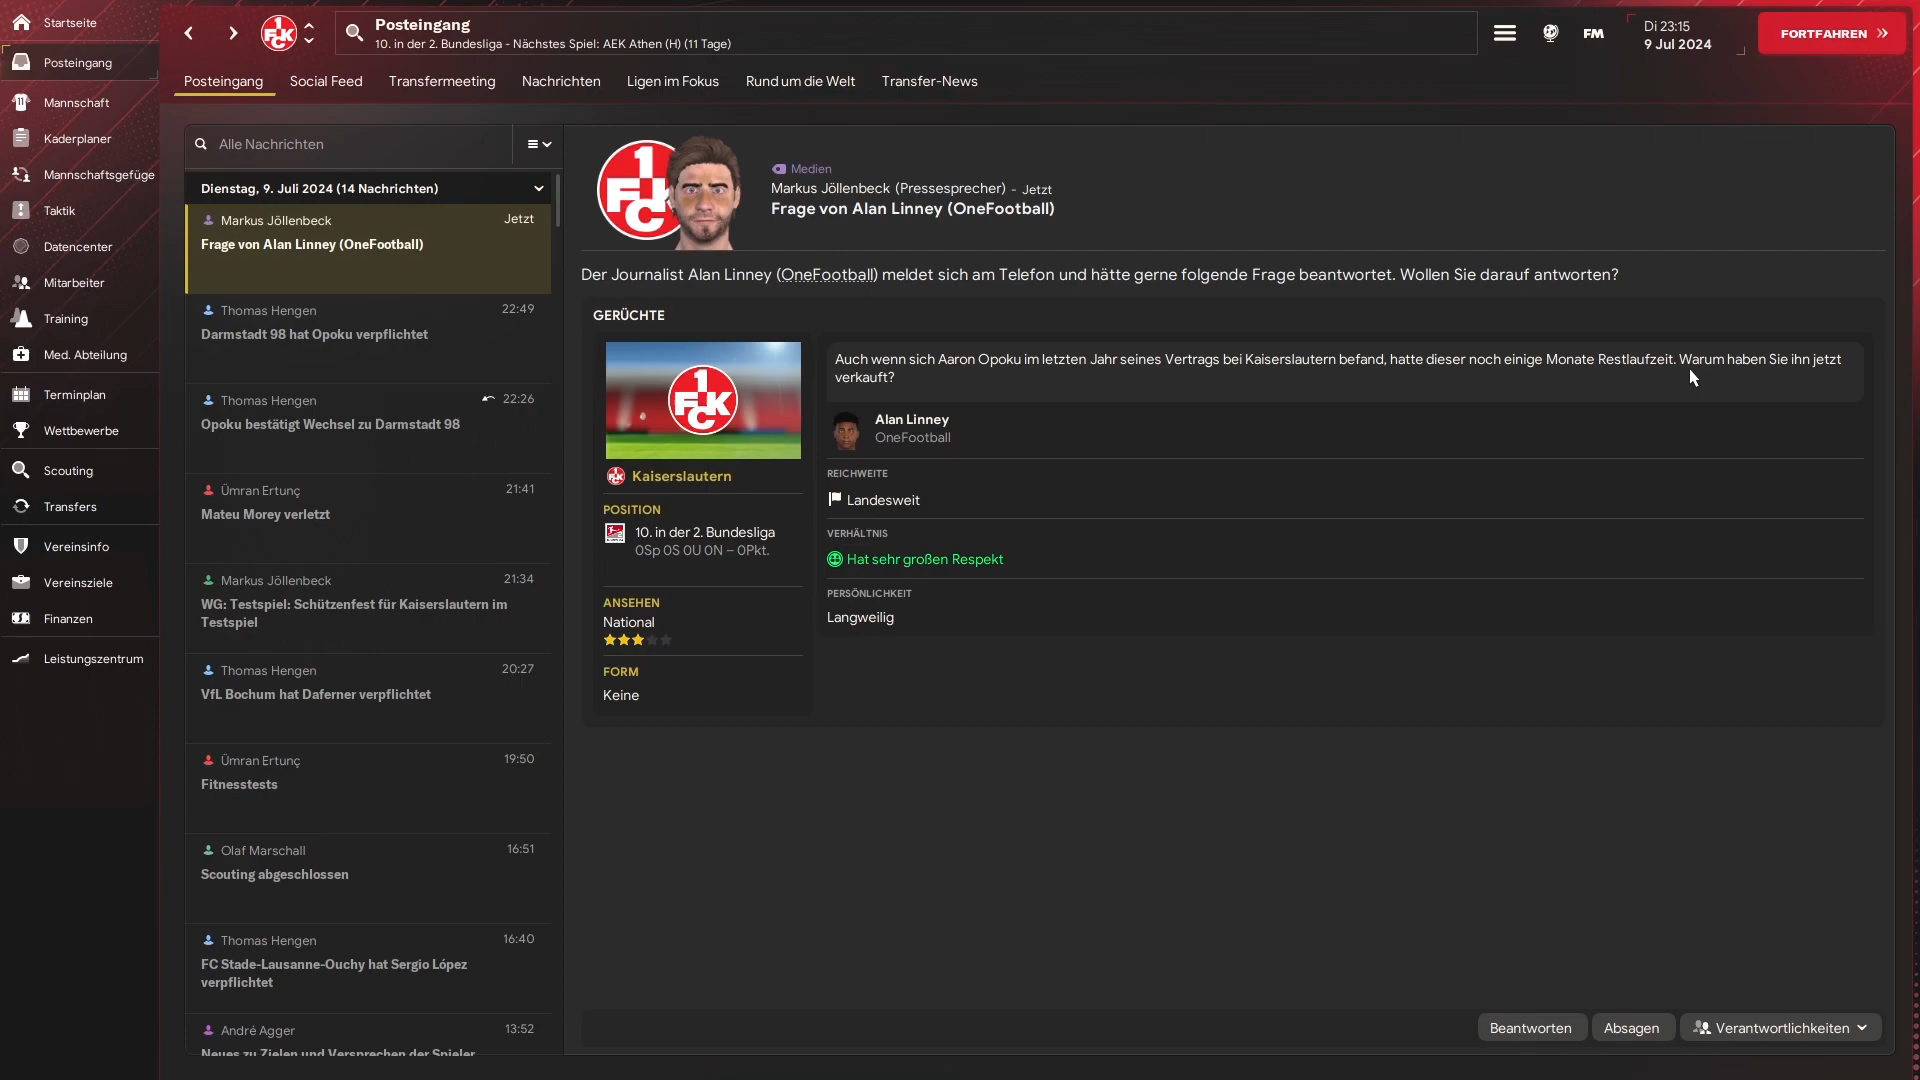 Startseite
Posteingang
Mannschaft
Kaderplaner
Mannschaftsgefüge
Taktik
Datencenter
Mitarbeiter
Training
Med. Abteilung
Terminplan
Wettbewerbe
Scouting
Transfers
Vereinsinfo
Vereinsziele
Finanzen
Leistungszentrum
Posteingang
10. in der 2. Bundesliga - Nächstes Spiel: AEK Athen (H) (11 Tage)
FM
Di 23:15
9 Jul 2024
FORTFAHREN
Posteingang Social Feed Transfermeeting Nachrichten Ligen im Fokus Rund um die Welt Transfer-News
Alle Nachrichten
Dienstag, 9. Juli 2024 (14 Nachrichten)
Markus Jöllenbeck Jetzt
Frage von Alan Linney (OneFootball)
Thomas Hengen 22:49
Darmstadt 98 hat Opoku verpflichtet
Thomas Hengen 22:26
Opoku bestätigt Wechsel zu Darmstadt 98
Ümran Ertunç 21:41
Mateu Morey verletzt
Markus Jöllenbeck 21:34
WG: Testspiel: Schützenfest für Kaiserslautern im
Testspiel
Thomas Hengen 20:27
VfL Bochum hat Daferner verpflichtet
Ümran Ertunç 19:50
Fitnesstests
Olaf Marschall 16:51
Scouting abgeschlossen
Thomas Hengen 16:40
FC Stade-Lausanne-Ouchy hat Sergio López
verpflichtet
André Agger 13:52
Neues zu Zielen und Versprechen der Spieler
1
FCK
Medien
Markus Jöllenbeck (Pressesprecher) - Jetzt
Frage von Alan Linney (OneFootball)
Der Journalist Alan Linney (OneFootball) meldet sich am Telefon und hätte gerne folgende Frage beantwortet. Wollen Sie darauf antworten?
GERÜCHTE
1
FCK
Kaiserslautern
POSITION
10. in der 2. Bundesliga
0Sp 0S 0U 0N – 0Pkt.
ANSEHEN
National
FORM
Keine
Auch wenn sich Aaron Opoku im letzten Jahr seines Vertrags bei Kaiserslautern befand, hatte dieser noch einige Monate Restlaufzeit. Warum haben Sie ihn jetzt
verkauft?
Alan Linney
OneFootball
REICHWEITE
Landesweit
VERHÄLTNIS
Hat sehr großen Respekt
PERSÖNLICHKEIT
Langweilig
Beantworten Absagen Verantwortlichkeiten